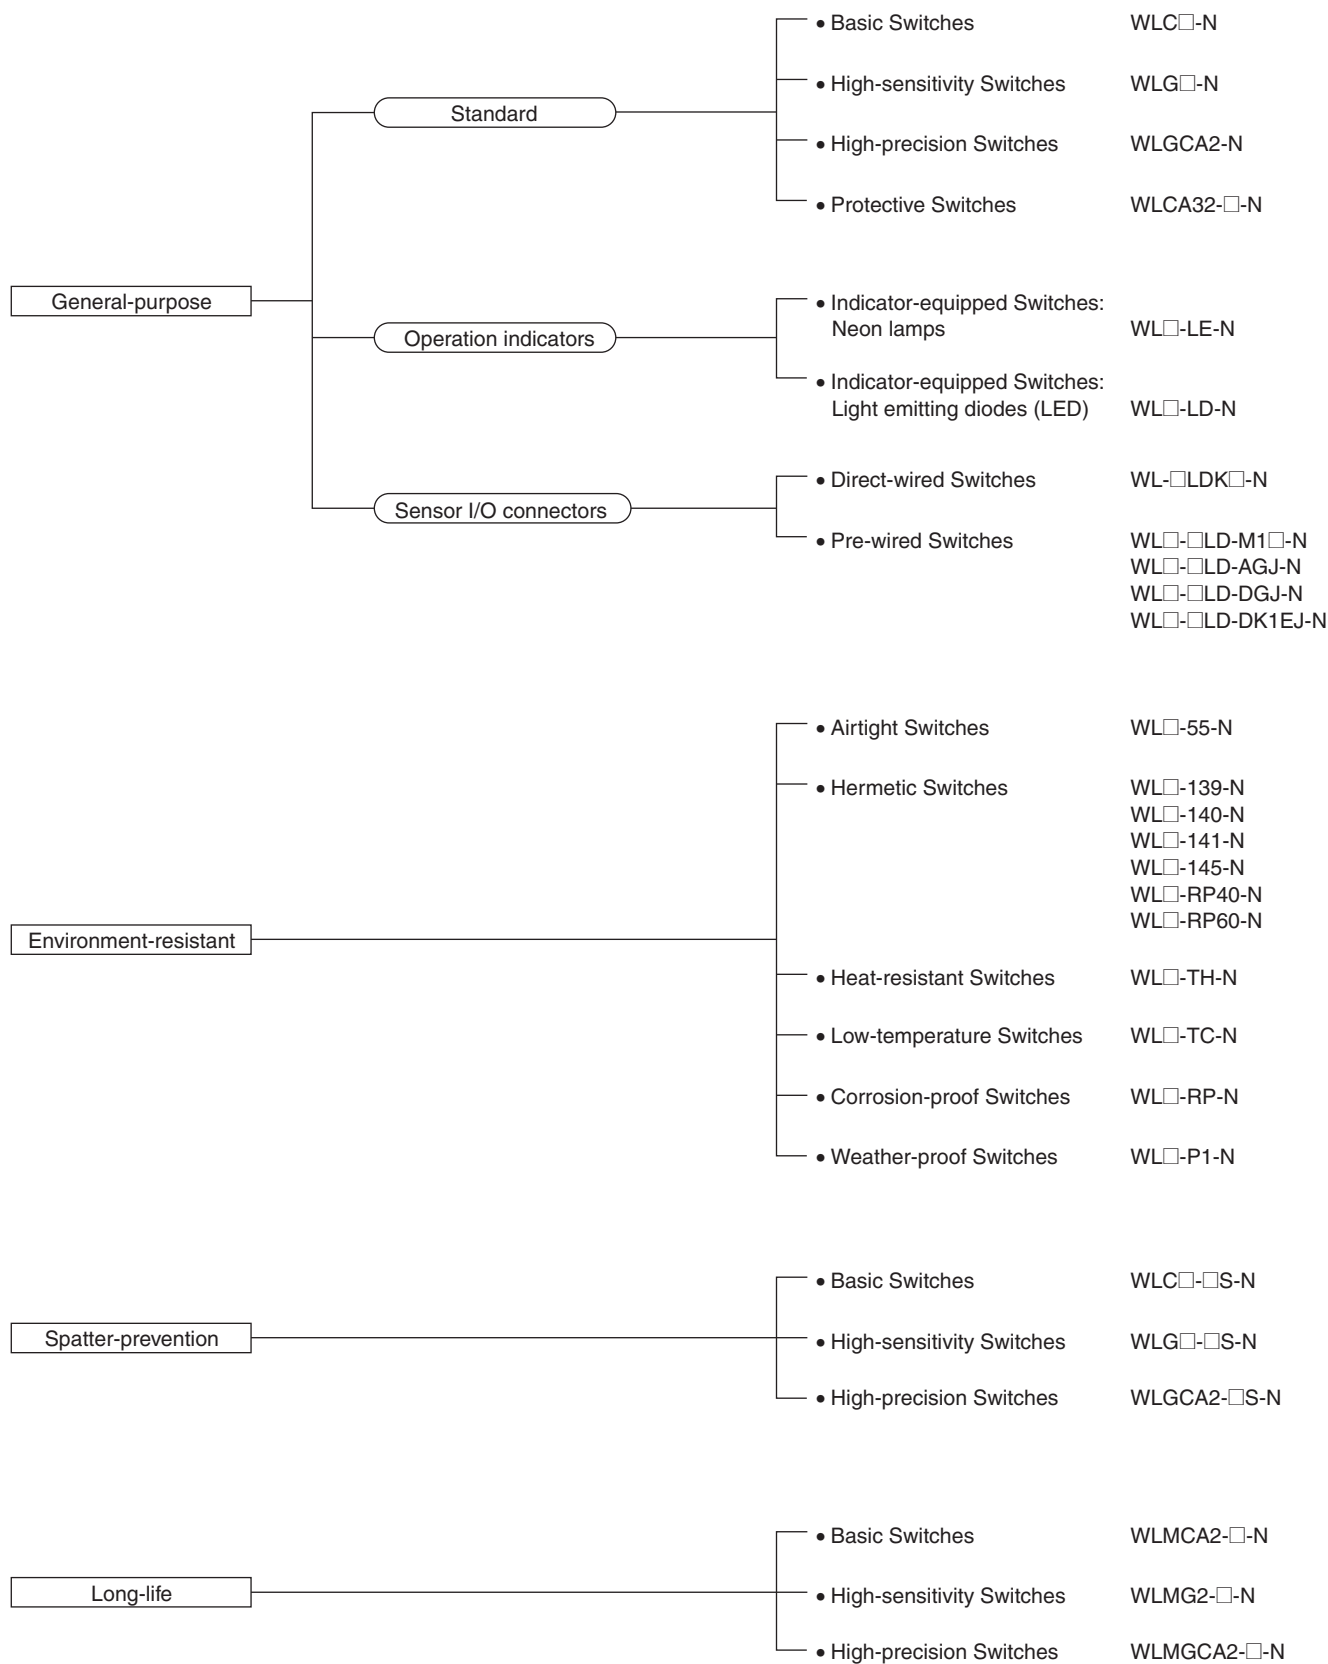 Basic Switches WLC□-N
High-sensitivity Switches WLG□-N
Standard
High-precision Switches WLGCA2-N
Protective Switches WLCA32-□-N
General-purpose
Indicator-equipped Switches:
Neon lamps WL□-LE-N
Operation indicators
Indicator-equipped Switches:
Light emitting diodes (LED) WL□-LD-N
Direct-wired Switches WL-□LDK□-N
Sensor I/O connectors
Pre-wired Switches WL□-□LD-M1□-N
WL□-□LD-AGJ-N
WL□-□LD-DGJ-N
WL□-□LD-DK1EJ-N
Airtight Switches WL□-55-N
Hermetic Switches WL□-139-N
WL□-140-N
WL□-141-N
WL□-145-N
WL□-RP40-N
WL□-RP60-N
Environment-resistant
Heat-resistant Switches WL□-TH-N
Low-temperature Switches WL□-TC-N
Corrosion-proof Switches WL□-RP-N
Weather-proof Switches WL□-P1-N
Basic Switches WLC□-□S-N
Spatter-prevention
High-sensitivity Switches WLG□-□S-N
High-precision Switches WLGCA2-□S-N
Basic Switches WLMCA2-□-N
Long-life
High-sensitivity Switches WLMG2-□-N
High-precision Switches WLMGCA2-□-N